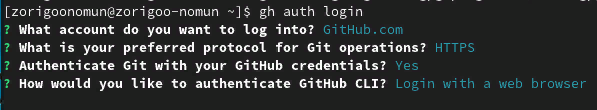 [zorigoonomun@zorigoo-nomun ~]$ gh auth login
? What account do you want to log into? GitHub.com
? What is your preferred protocol for Git operations? HTTPS
? Authenticate Git with your GitHub credentials? Yes
? How would you like to authenticate GitHub CLI? Login with a web browser